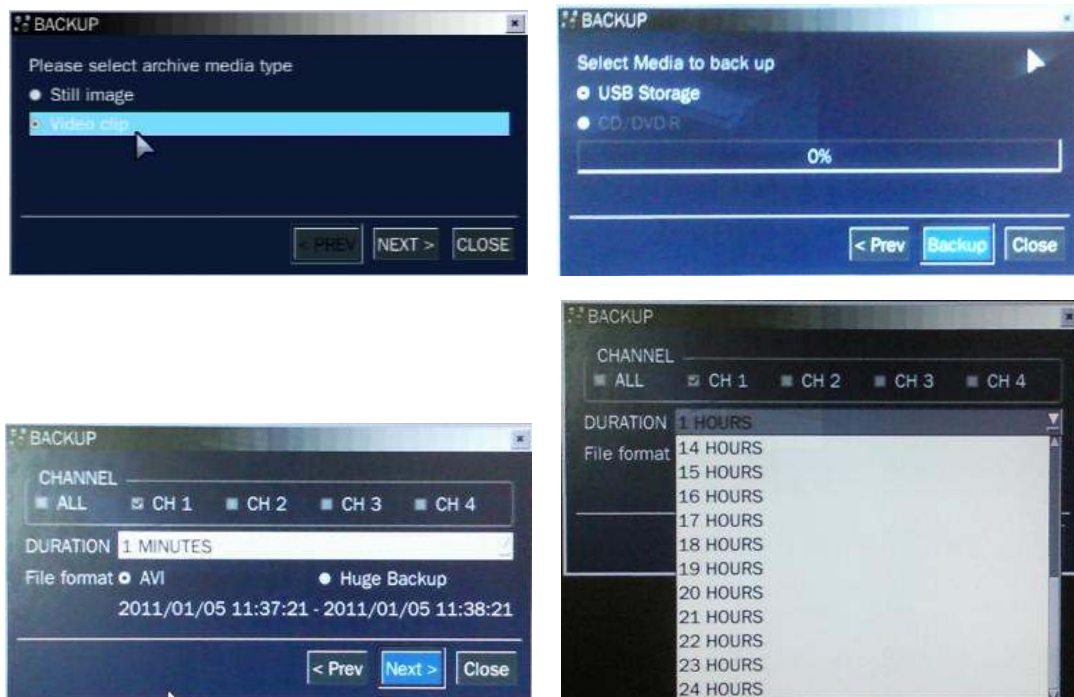 BACKUP
Please select archive media type
Still image
Video clip
< PREV NEXT > CLOSE
BACKUP
Select Media to back up
USB Storage
CD/DVD-R
0%
< Prev Backup Close
BACKUP
CHANNEL
ALL CH 1 CH 2 CH 3 CH 4
DURATION 1 MINUTES
File format AVI Huge Backup
2011/01/05 11:37:21 - 2011/01/05 11:38:21
< Prev Next > Close
BACKUP
CHANNEL
ALL CH 1 CH 2 CH 3 CH 4
DURATION 1 HOURS
File format
14 HOURS
15 HOURS
16 HOURS
17 HOURS
18 HOURS
19 HOURS
20 HOURS
21 HOURS
22 HOURS
23 HOURS
24 HOURS